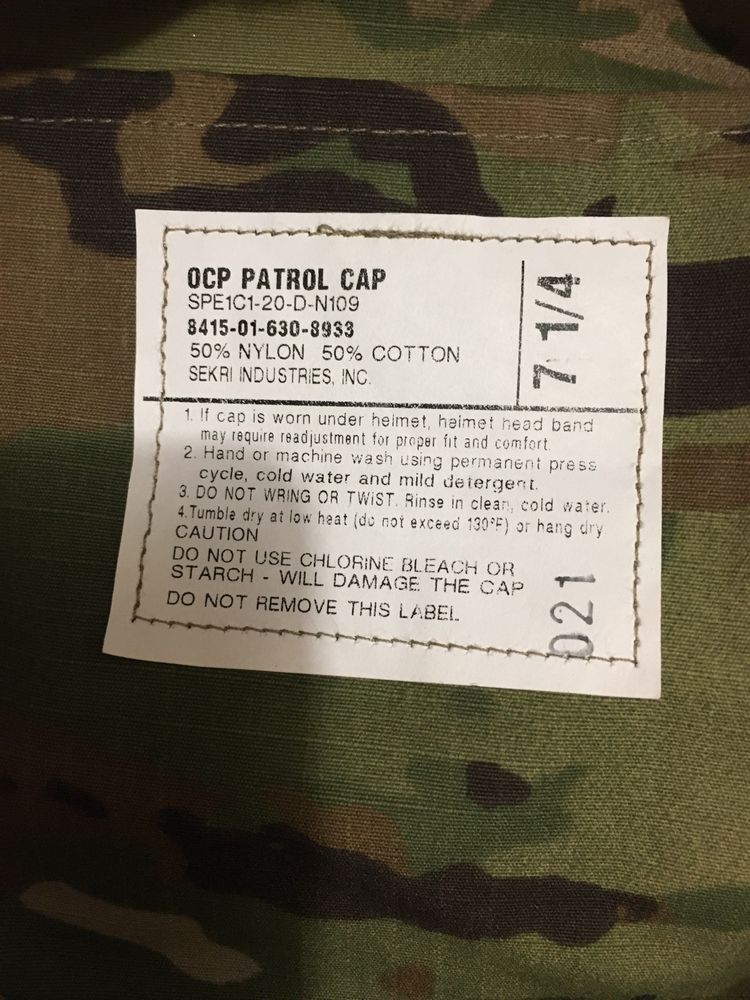 OCP PATROL CAP
SPE1C1-20-D-N109
8415-01-630-8933
50% NYLON 50% COTTON
SEKRI INDUSTRIES, INC.
7 1/4
1. If cap is worn under helmet, helmet head band
may require readjustment for proper fit and comfort.
2. Hand or machine wash using permanent press
cycle, cold water and mild detergent.
3. DO NOT WRING OR TWIST. Rinse in clean, cold water.
4.Tumble dry at low heat (do not exceed 130°F) or hang dry
CAUTION
DO NOT USE CHLORINE BLEACH OR
STARCH - WILL DAMAGE THE CAP
DO NOT REMOVE THIS LABEL
021